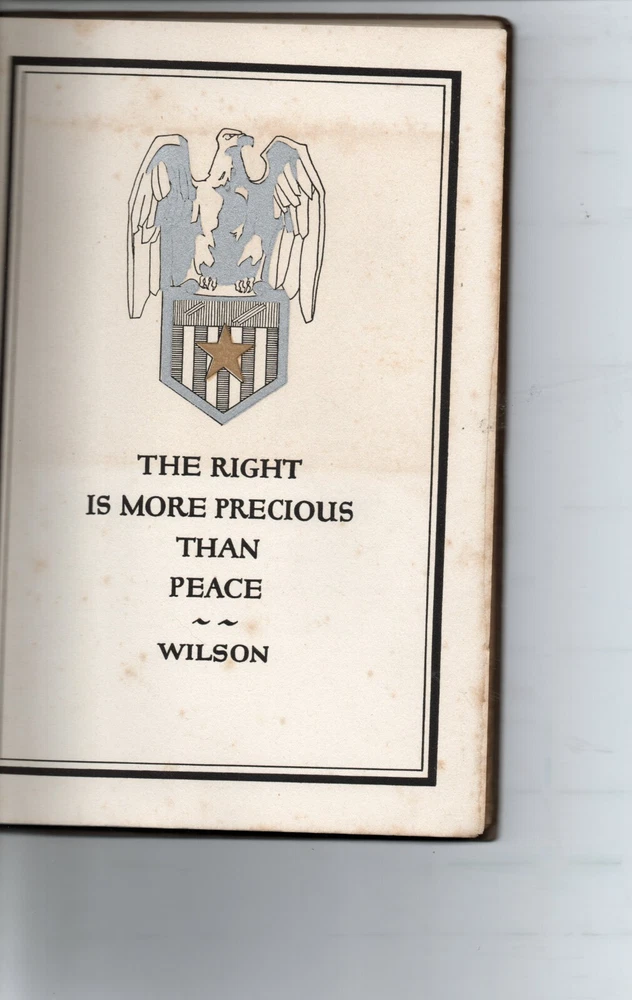 THE RIGHT
IS MORE PRECIOUS
THAN
PEACE
~ ~
WILSON